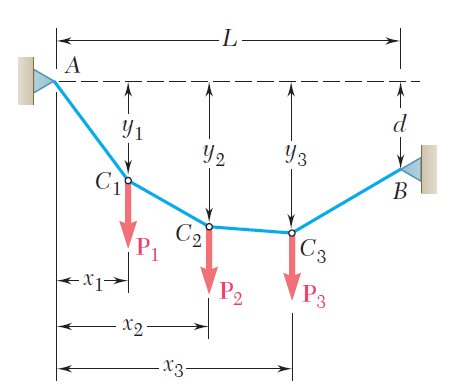 L
A
y₁
y₂
y₃
d
C₁
B
C₂
C₃
P₁
x₁
P₂
P₃
x₂
x₃